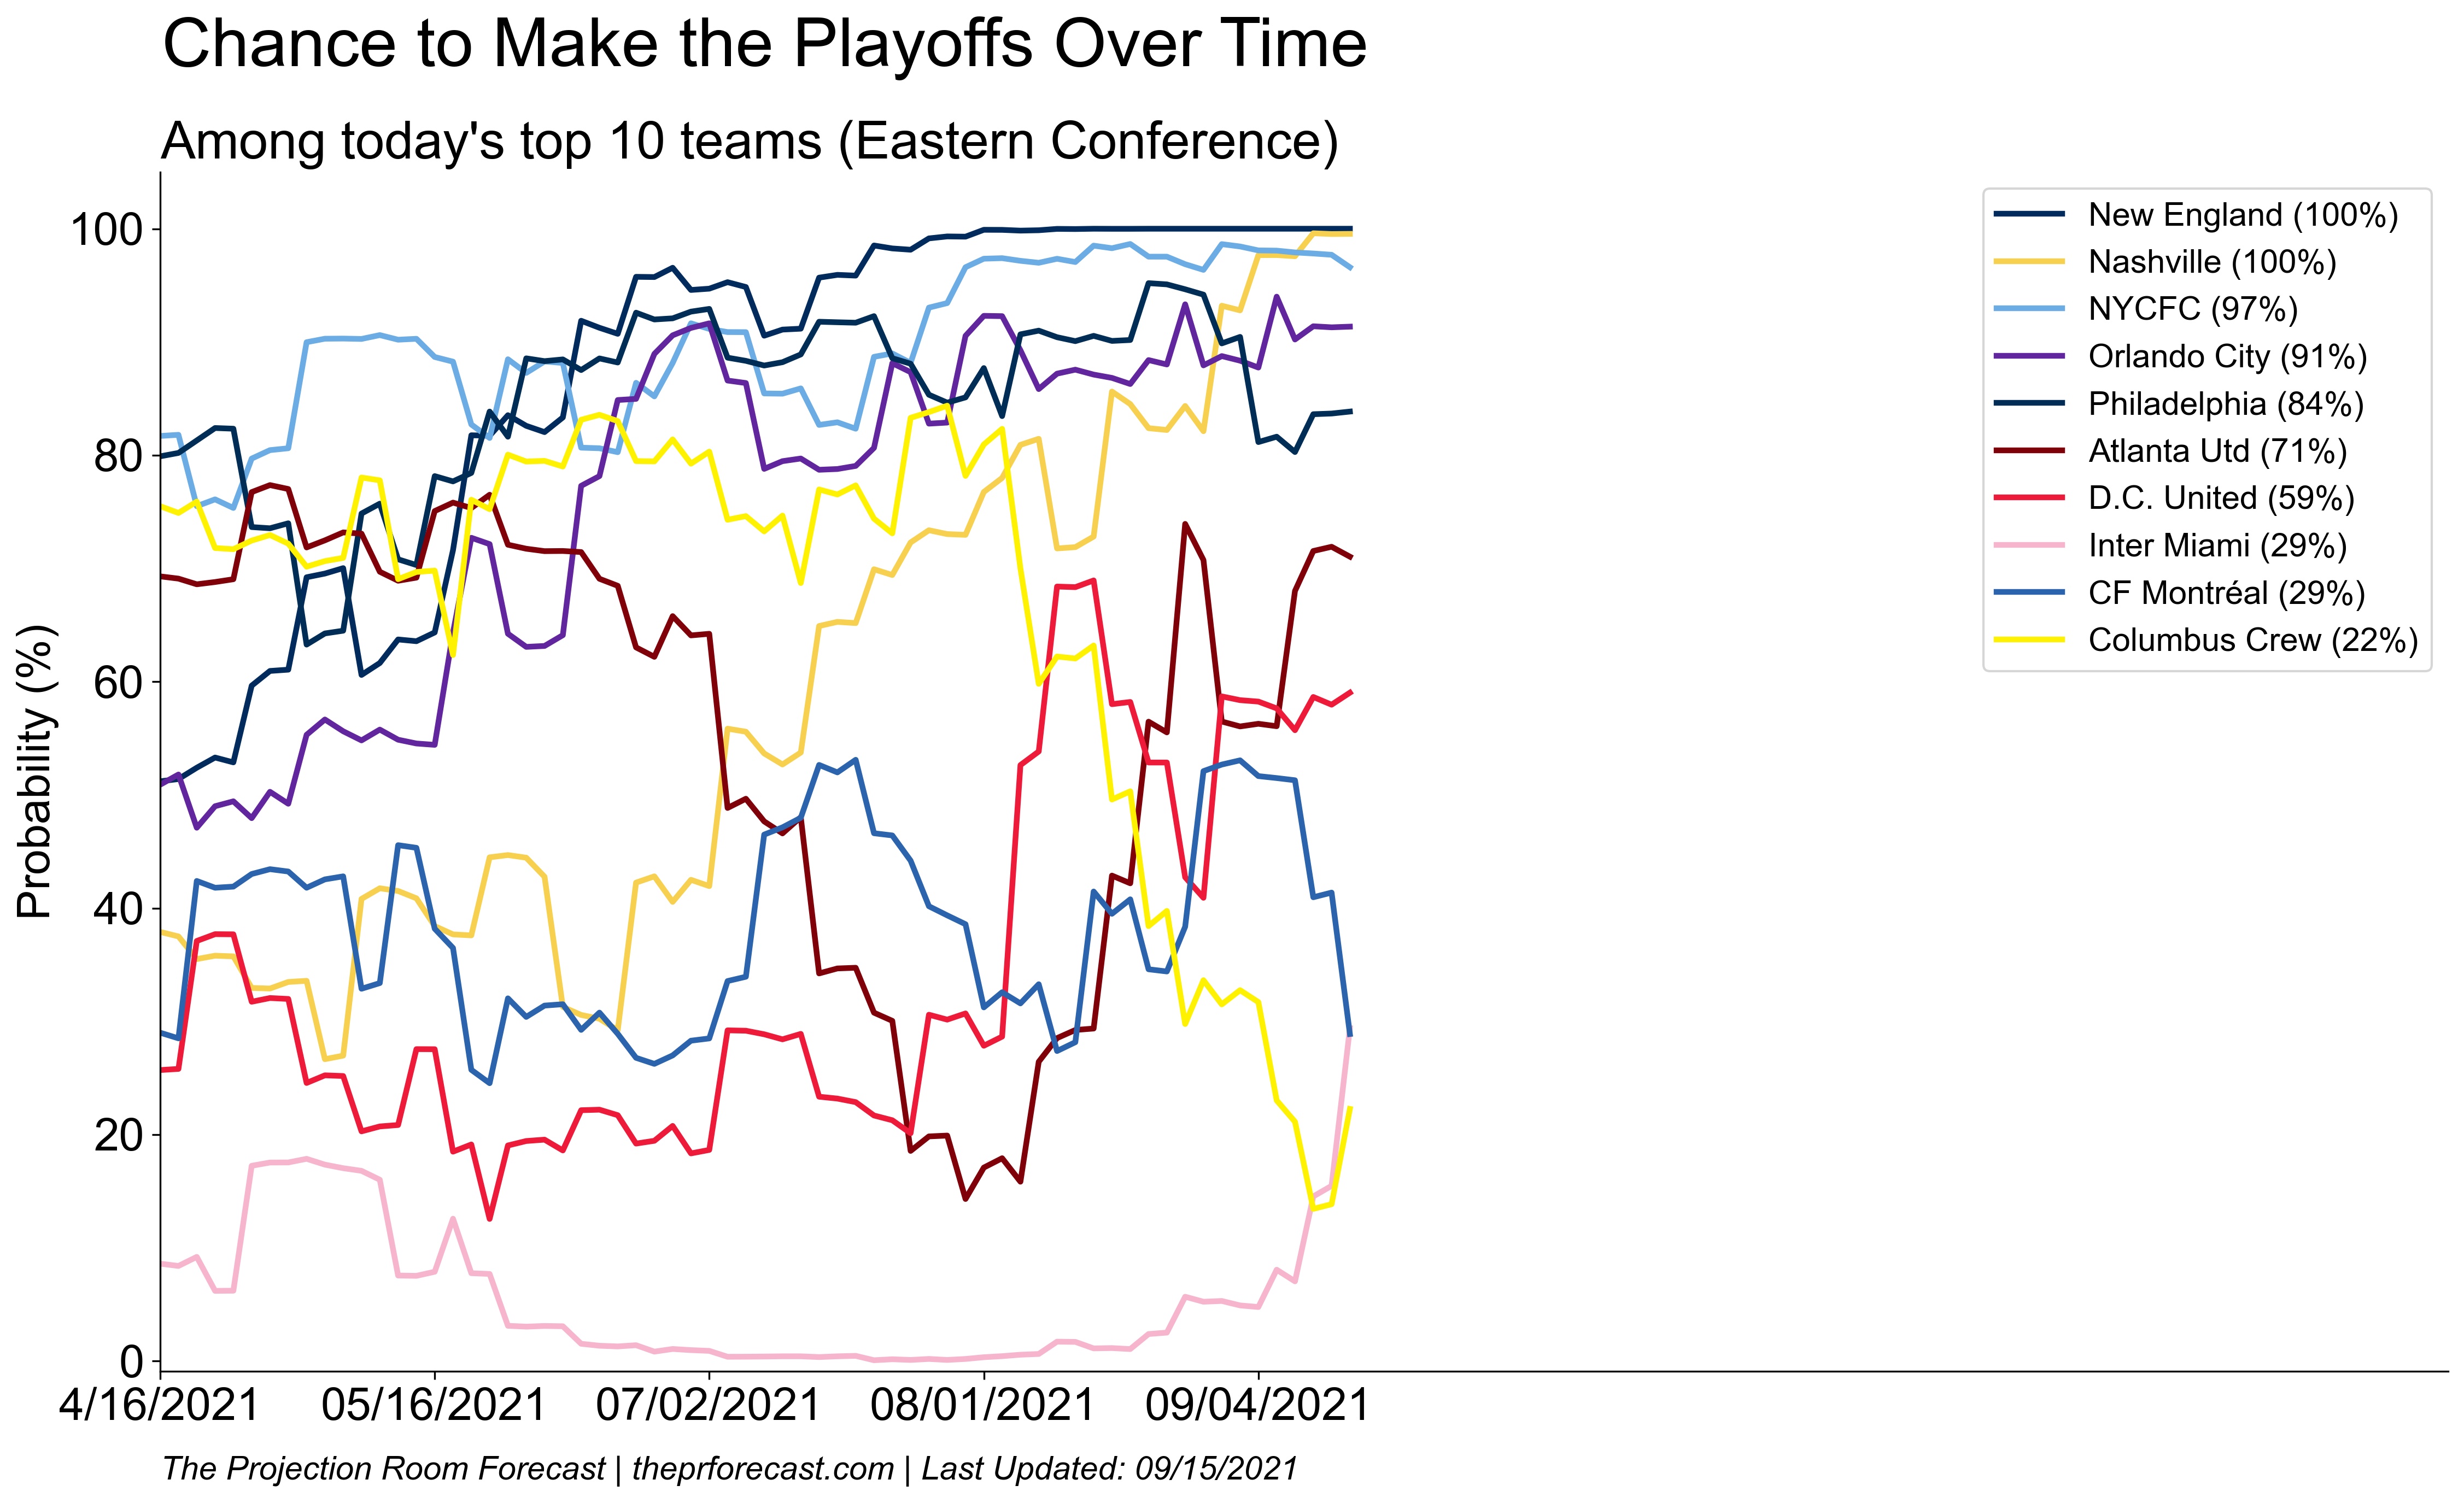 Chance to Make the Playoffs Over Time
Among today's top 10 teams (Eastern Conference)
Probability (%)
100
80
60
40
20
0
4/16/2021
05/16/2021
07/02/2021
08/01/2021
09/04/2021
New England (100%)
Nashville (100%)
NYCFC (97%)
Orlando City (91%)
Philadelphia (84%)
Atlanta Utd (71%)
D.C. United (59%)
Inter Miami (29%)
CF Montréal (29%)
Columbus Crew (22%)
The Projection Room Forecast | theprforecast.com | Last Updated: 09/15/2021